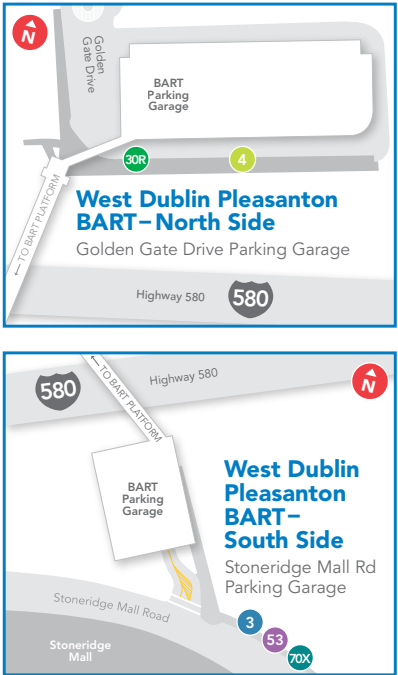 N
Golden
Gate Drive
BART
Parking
Garage
30R
4
← TO BART PLATFORM
West Dublin Pleasanton
BART–North Side
Golden Gate Drive Parking Garage
Highway 580
580
← TO BART PLATFORM
Highway 580
580
N
BART
Parking
Garage
West Dublin
Pleasanton
BART–
South Side
Stoneridge Mall Rd
Parking Garage
Stoneridge Mall Road
3
53
70X
Stoneridge
Mall